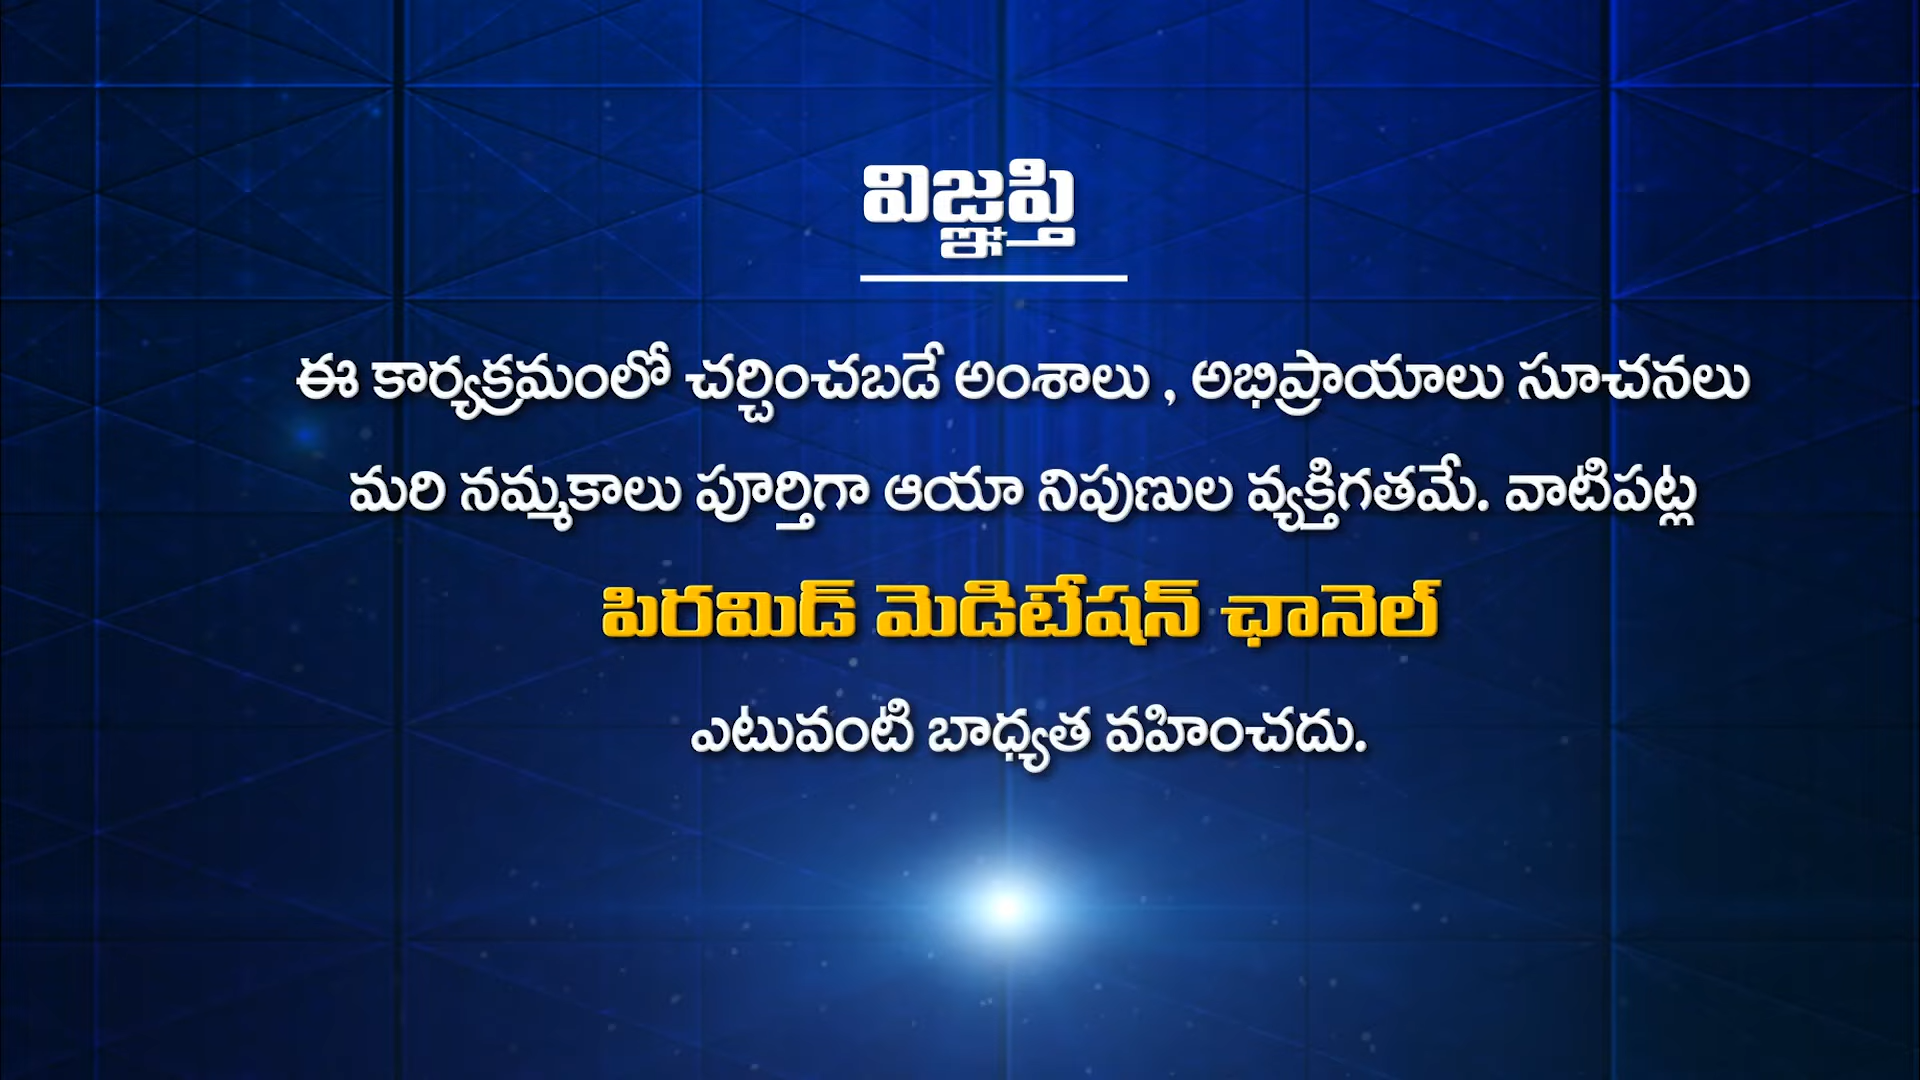 విజ్ఞప్తి
ఈ కార్యక్రమంలో చర్చించబడే అంశాలు , అభిప్రాయాలు సూచనలు
మరి నమ్మకాలు పూర్తిగా ఆయా నిపుణుల వ్యక్తిగతమే. వాటిపట్ల
పిరమిడ్ మెడిటేషన్ ఛానెల్
ఎటువంటి బాధ్యత వహించదు.